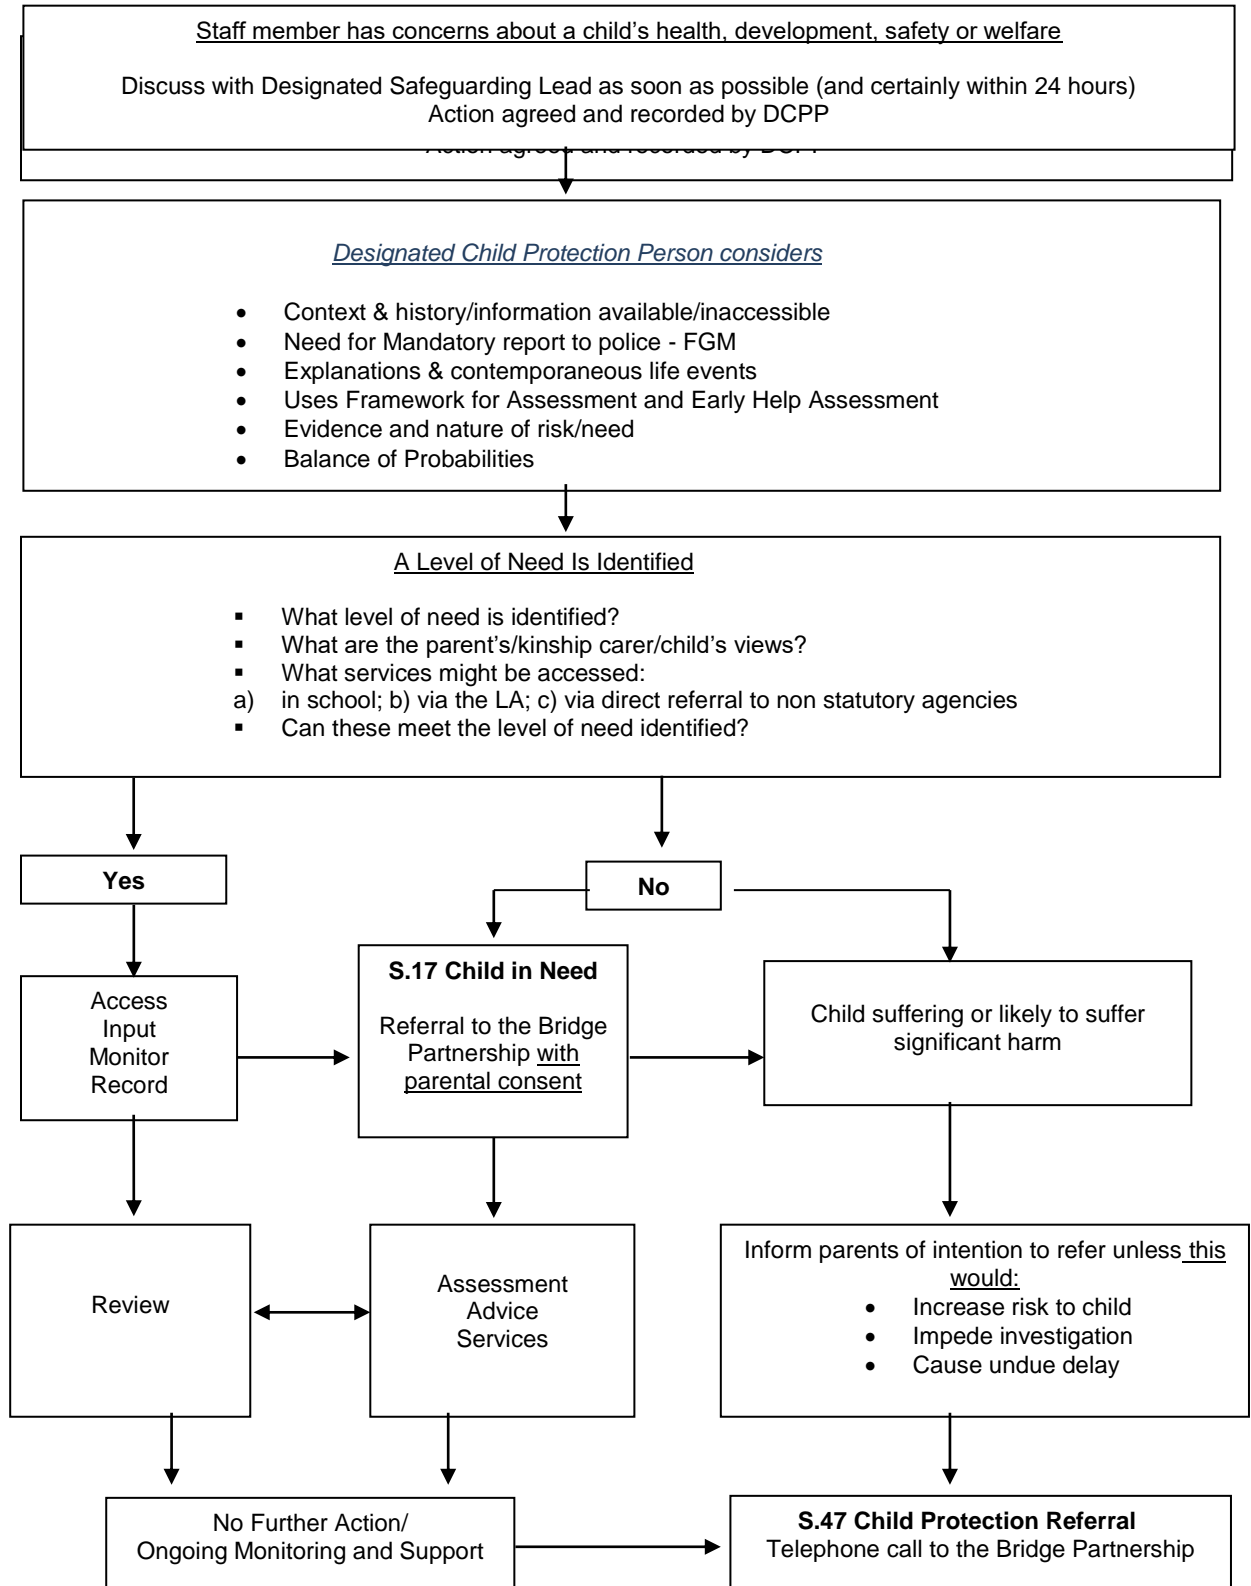 Staff member has concerns about a child’s health, development, safety or welfare
Discuss with Designated Safeguarding Lead as soon as possible (and certainly within 24 hours)
Action agreed and recorded by DCPP
Designated Child Protection Person considers
• Context & history/information available/inaccessible
• Need for Mandatory report to police - FGM
• Explanations & contemporaneous life events
• Uses Framework for Assessment and Early Help Assessment
• Evidence and nature of risk/need
• Balance of Probabilities
A Level of Need Is Identified
▪ What level of need is identified?
▪ What are the parent’s/kinship carer/child’s views?
▪ What services might be accessed:
a) in school; b) via the LA; c) via direct referral to non statutory agencies
▪ Can these meet the level of need identified?
Yes
No
Access
Input
Monitor
Record
S.17 Child in Need
Referral to the Bridge
Partnership with
parental consent
Child suffering or likely to suffer
significant harm
Review
Assessment
Advice
Services
Inform parents of intention to refer unless this
would:
• Increase risk to child
• Impede investigation
• Cause undue delay
No Further Action/
Ongoing Monitoring and Support
S.47 Child Protection Referral
Telephone call to the Bridge Partnership